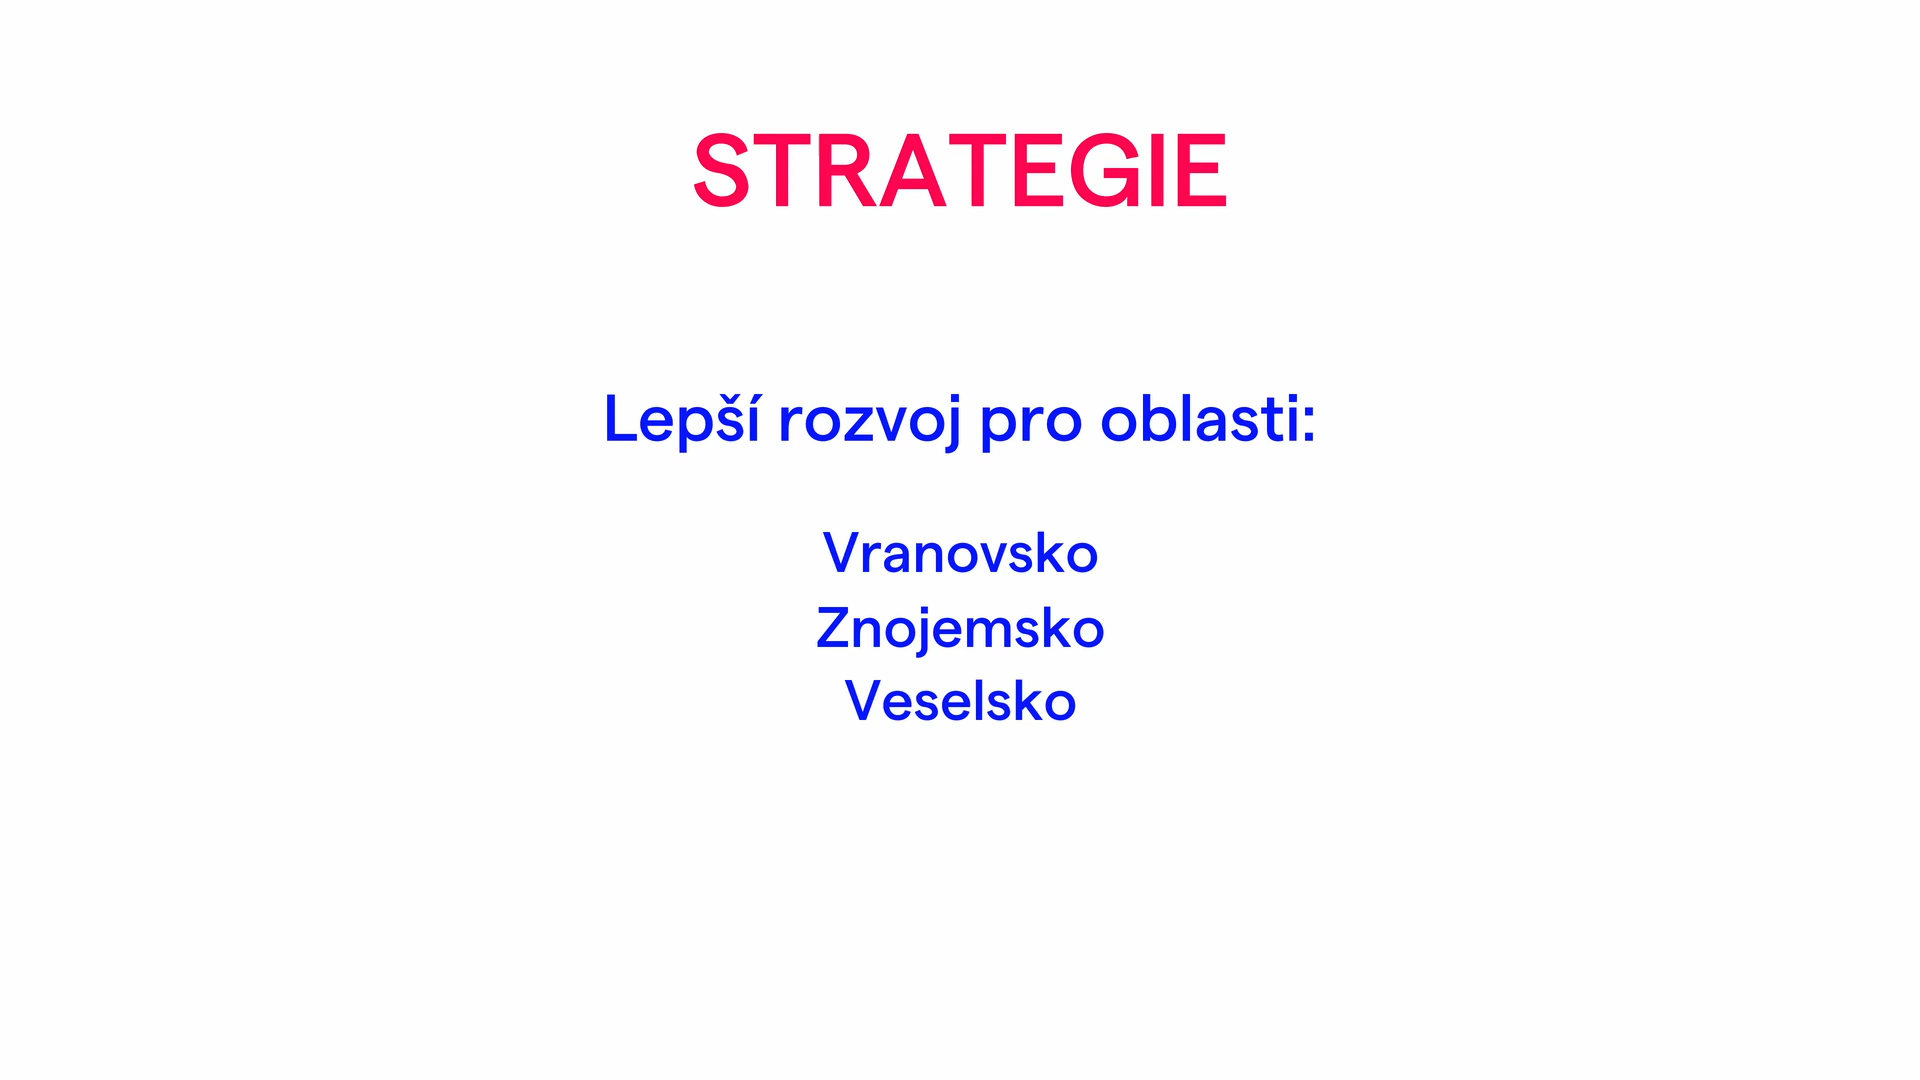 STRATEGIE
Lepší rozvoj pro oblasti:
Vranovsko
Znojemsko
Veselsko